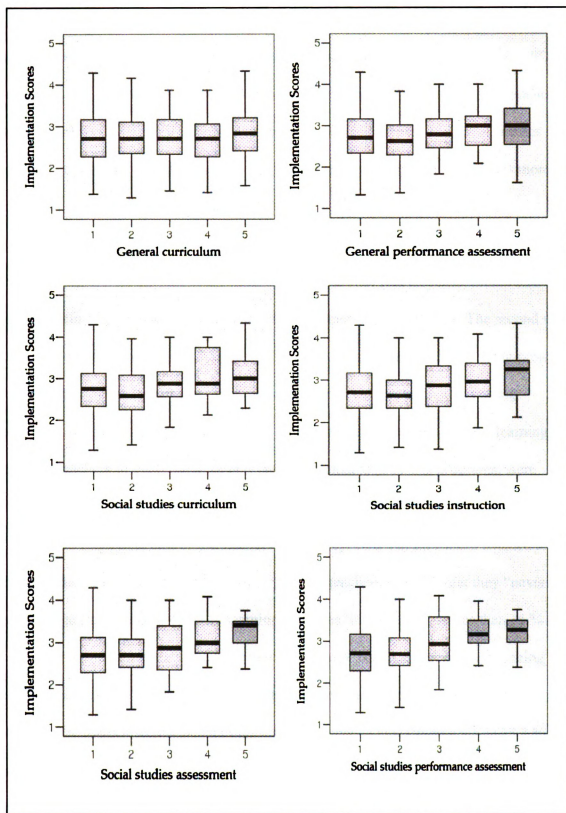 Implementation Scores
5
4
3
2
1
1 2 3 4 5
General curriculum
Implementation Scores
5
4
3
2
1
1 2 3 4 5
General performance assessment
Implementation Scores
5
4
3
2
1
1 2 3 4 5
Social studies curriculum
Implemenation Scores
5
4
3
2
1
1 2 3 4 5
Social studies instruction
Implementation Scores
5
4
3
2
1
1 2 3 4 5
Social studies assessment
Implementation Scores
5
4
3
2
1
1 2 3 4 5
Social studies performance assessment